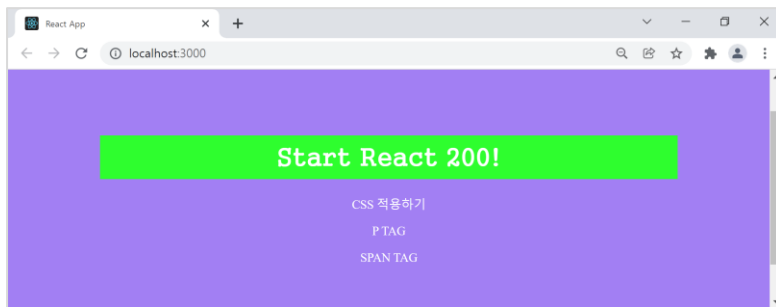 React App
localhost:3000
Start React 200!
CSS 적용하기
P TAG
SPAN TAG